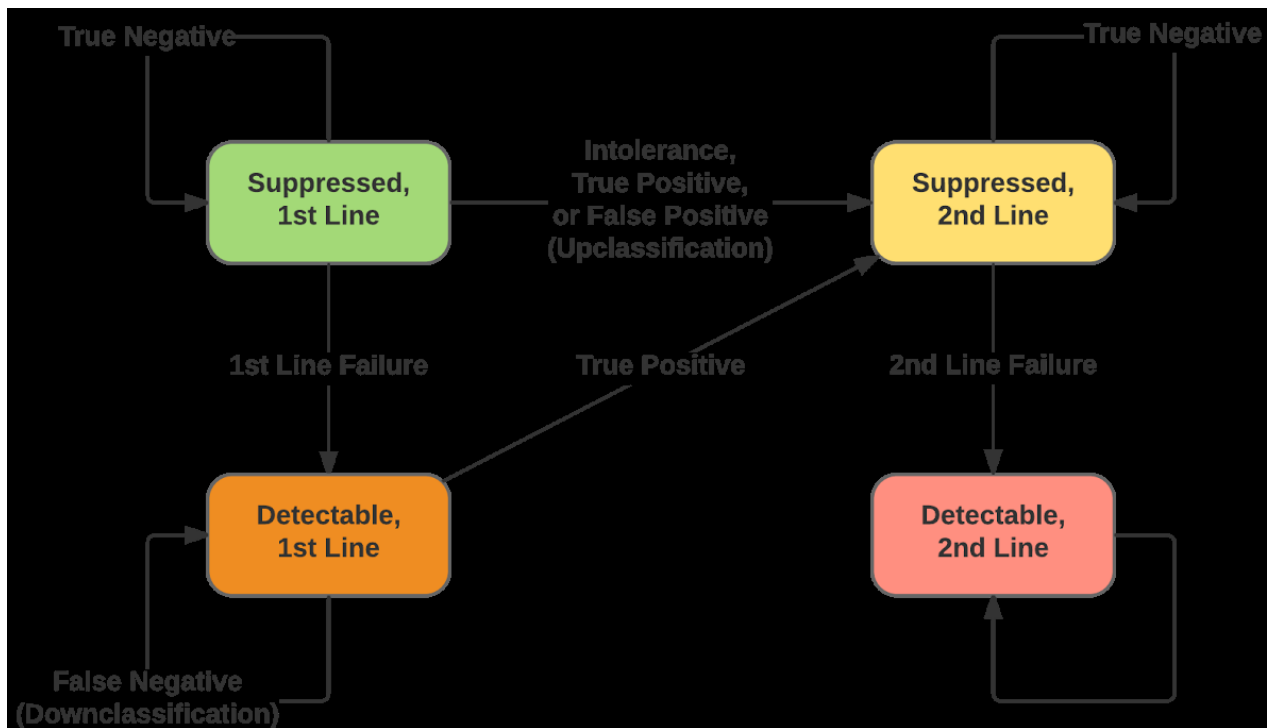 True Negative
True Negative
Suppressed,
1st Line
Intolerance,
True Positive,
or False Positive
(Upclassification)
Suppressed,
2nd Line
1st Line Failure
True Positive
2nd Line Failure
Detectable,
1st Line
Detectable,
2nd Line
False Negative
(Downclassification)